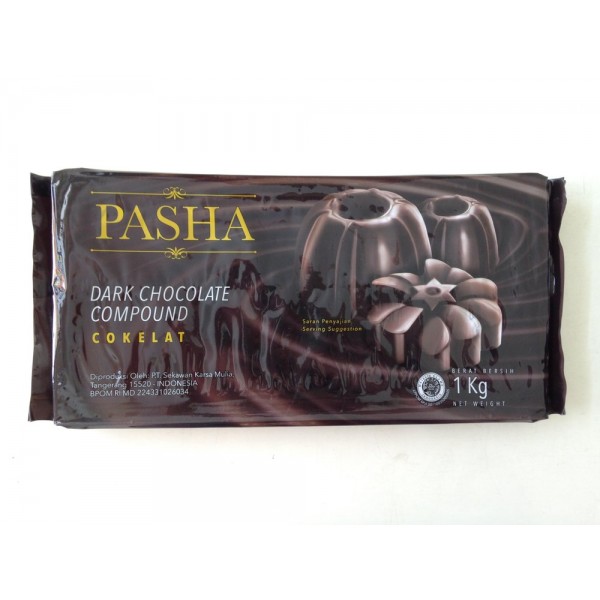 PASHA
DARK CHOCOLATE
COMPOUND
COKELAT
Saran Penyajian
Serving Suggestion
Diproduksi Oleh: PT. Sekawan Karsa Mulia
Tangerang 15520 - INDONESIA
BPOM RI MD 224331026034
BERAT BERSIH
1 Kg
NET WEIGHT